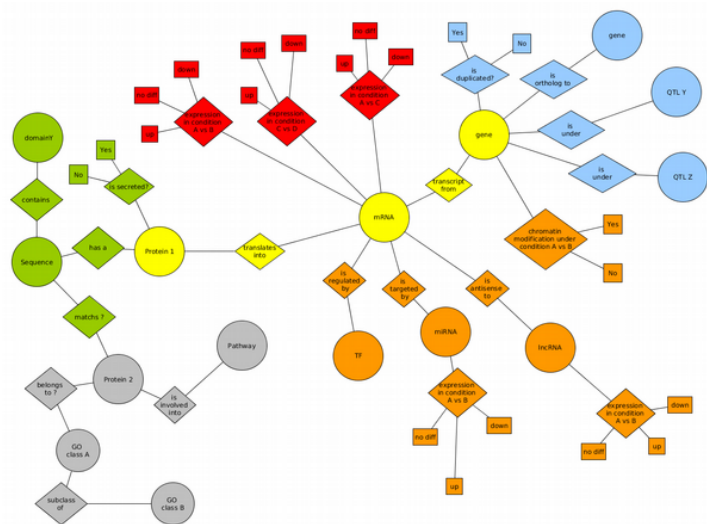 Yes
No
is
duplicated?
gene
is
ortholog to
QTL Y
is
under
gene
is
under
QTL Z
no diff
down
up
expression
in condition
A vs B
no diff
down
up
expression
in condition
C vs D
no diff
up
down
expression
in condition
A vs C
domainY
contains
Sequence
Yes
No
is secreted?
has a
Protein 1
translates
into
mRNA
transcript
from
chromatin
modification under
condition A vs B
Yes
No
is
regulated
by
TF
is
targeted
by
miRNA
expression
in condition
A vs B
no diff
down
up
is
antisense
to
lncRNA
expression
in condition
A vs B
no diff
up
down
matchs ?
Protein 2
belongs
to ?
is
involved
into
Pathway
GO
class A
subclass
of
GO
class B